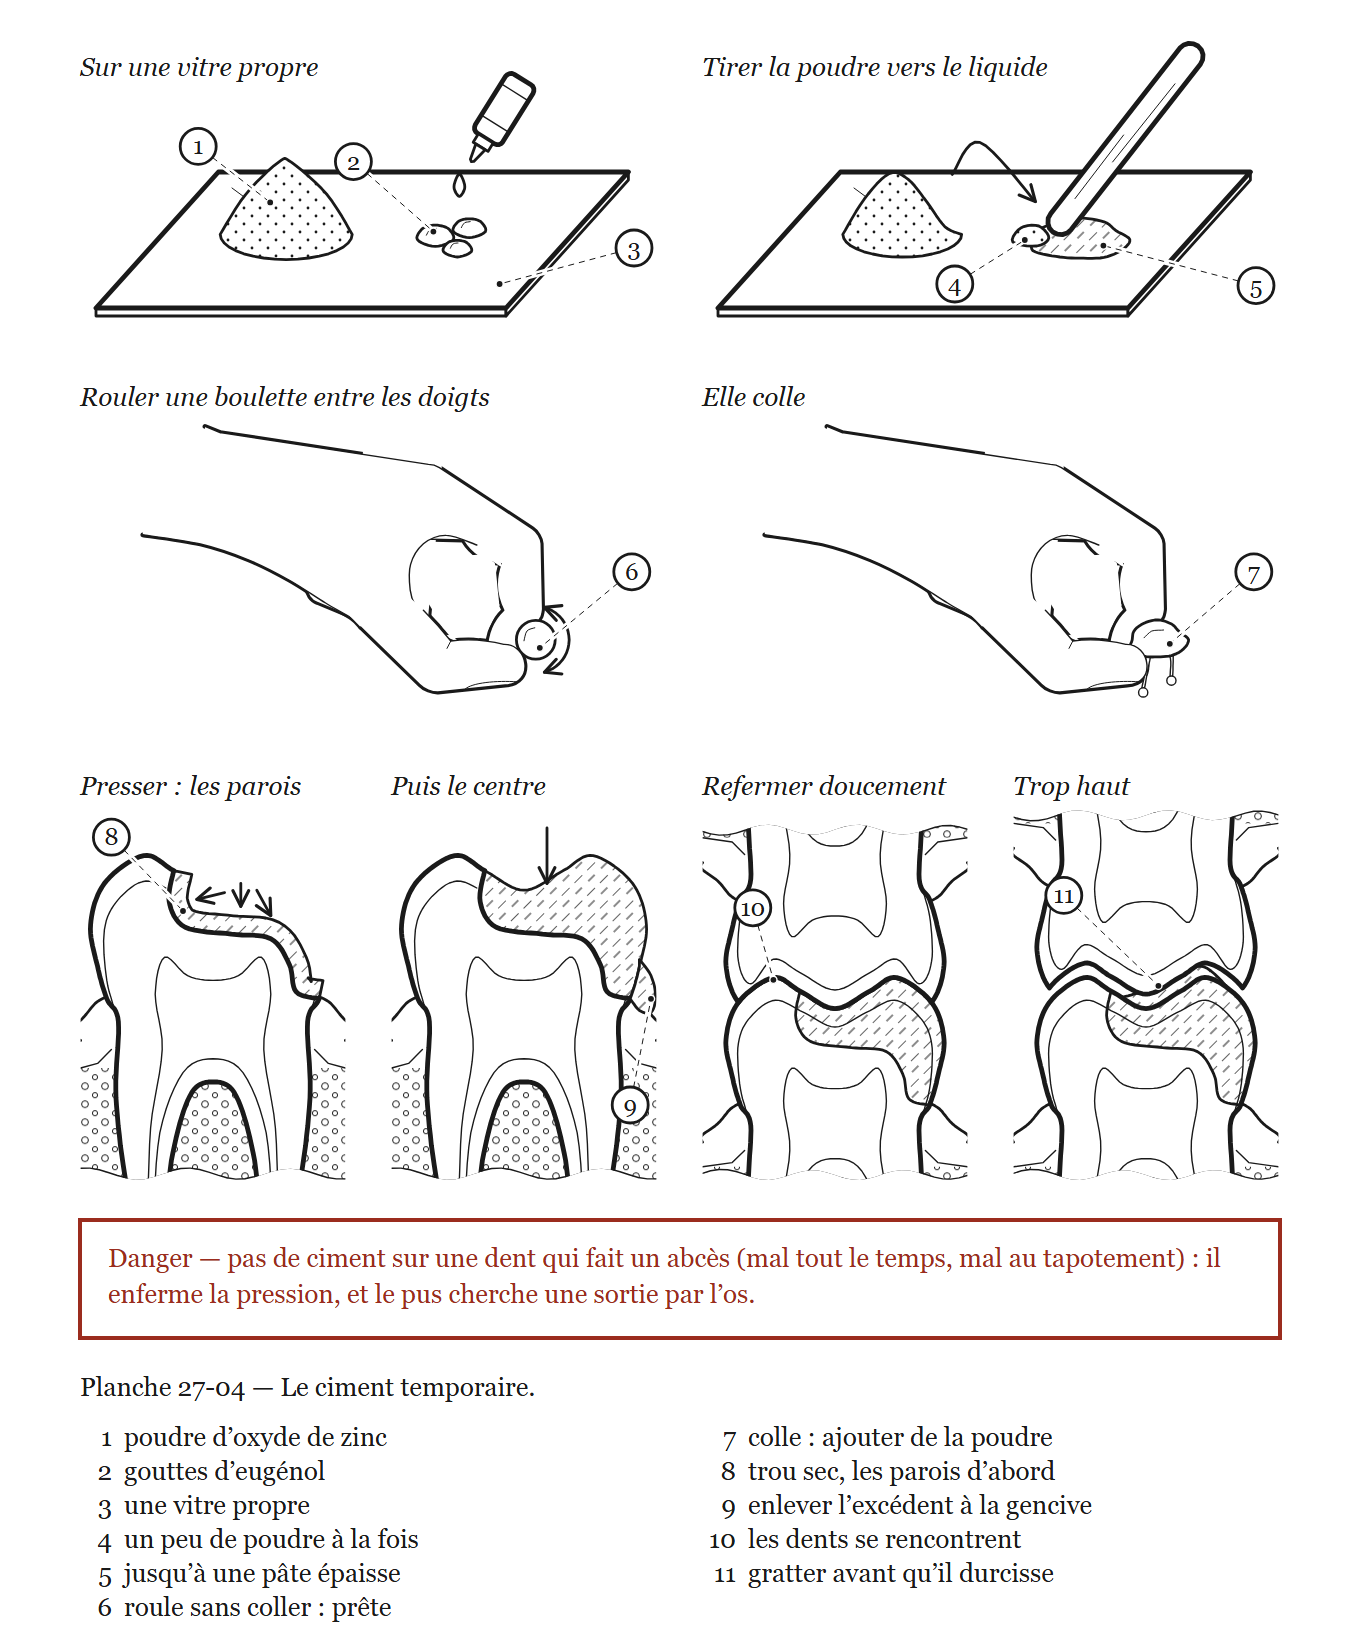 Sur une vitre propre
Tirer la poudre vers le liquide
1
2
3
4
5
Rouler une boulette entre les doigts
Elle colle
6
7
Presser : les parois
Puis le centre
Refermer doucement
Trop haut
8
9
10
11
Danger — pas de ciment sur une dent qui fait un abcès (mal tout le temps, mal au tapotement) : il
enferme la pression, et le pus cherche une sortie par l’os.
Planche 27-04 — Le ciment temporaire.
1 poudre d’oxyde de zinc
2 gouttes d’eugénol
3 une vitre propre
4 un peu de poudre à la fois
5 jusqu’à une pâte épaisse
6 roule sans coller : prête
7 colle : ajouter de la poudre
8 trou sec, les parois d’abord
9 enlever l’excédent à la gencive
10 les dents se rencontrent
11 gratter avant qu’il durcisse